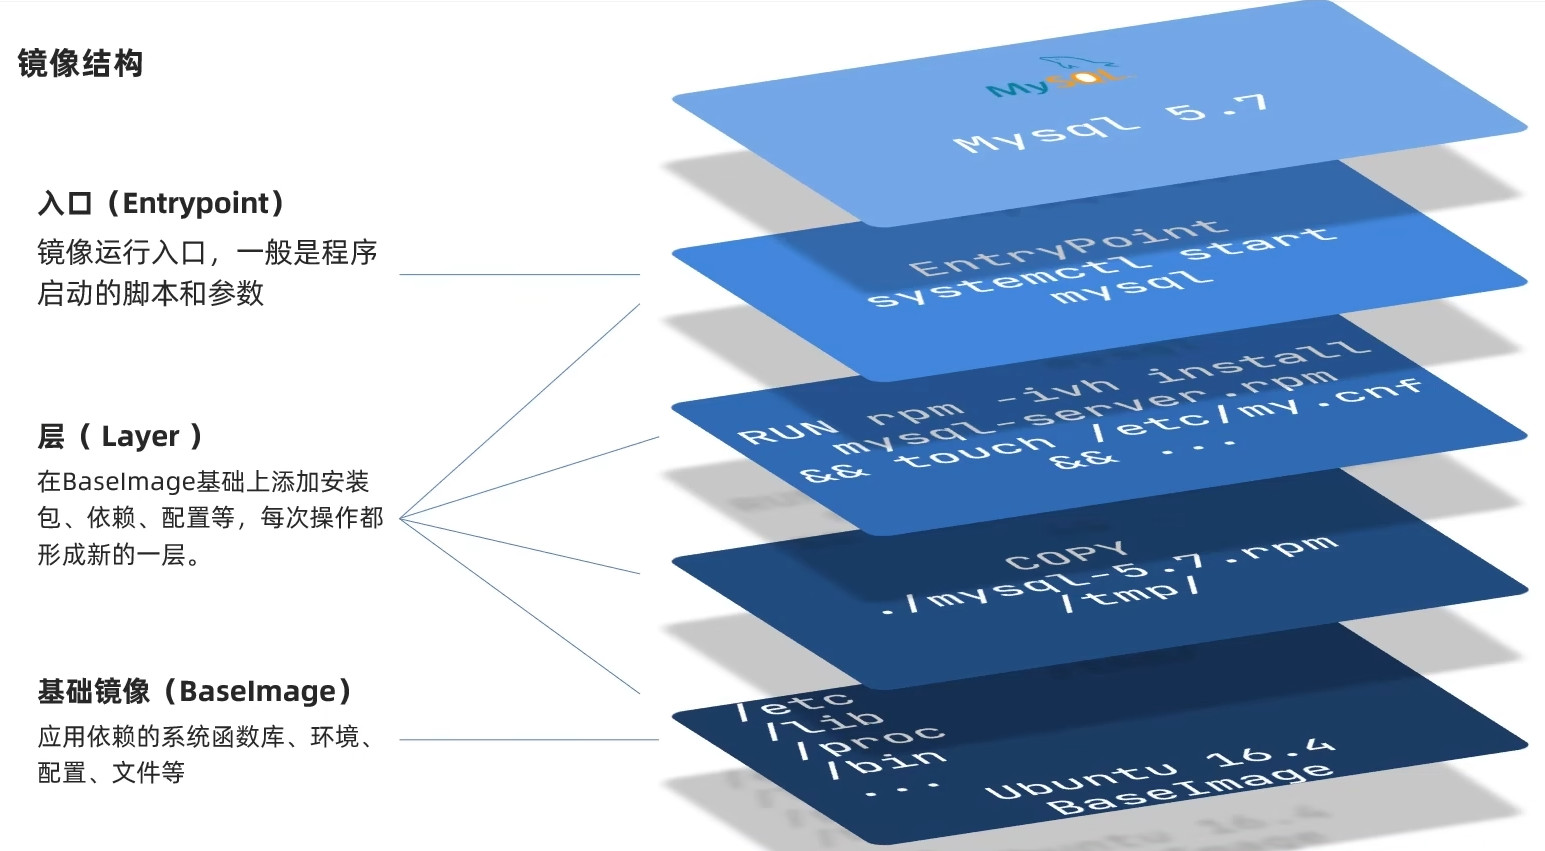 镜像结构
入口（Entrypoint）
镜像运行入口，一般是程序
启动的脚本和参数
层（ Layer ）
在BaseImage基础上添加安装
包、依赖、配置等，每次操作都
形成新的一层。
基础镜像（BaseImage）
应用依赖的系统函数库、环境、
配置、文件等
MySQL
Mysql 5.7
EntryPoint
systemctl start
mysql
RUN rpm -ivh install
mysql-server.rpm
&& touch /etc/my.cnf
&& ...
COPY
./mysql-5.7.rpm
/tmp/
/etc
/lib
/proc
/bin
...
Ubuntu 16.4
BaseImage